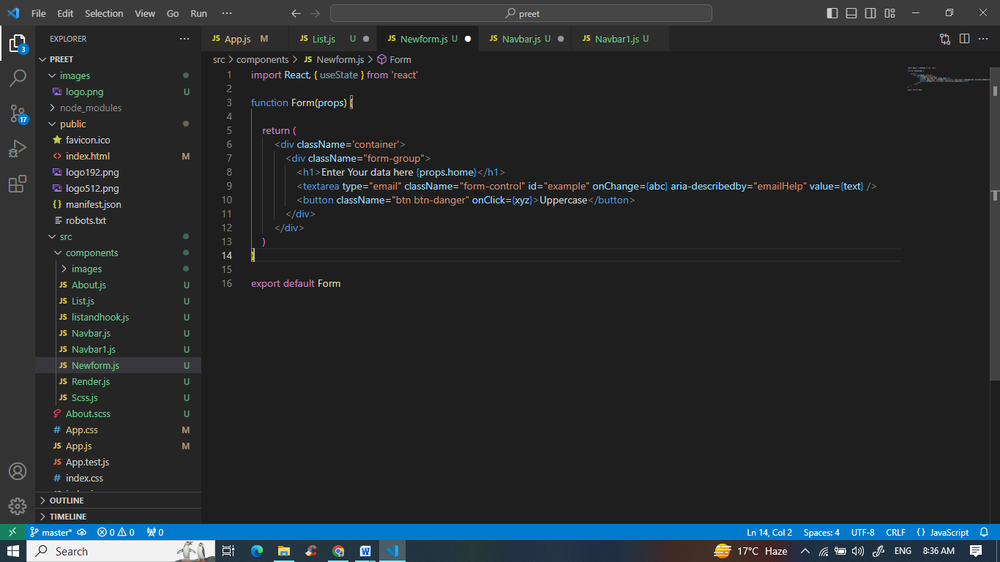 File Edit Selection View Go Run ··· preet
EXPLORER ···
PREET
images
logo.png U
node_modules
public
favicon.ico
index.html M
logo192.png
logo512.png
manifest.json
robots.txt
src
components
images
About.js U
List.js U
listandhook.js U
Navbar.js U
Navbar1.js U
Newform.js U
Render.js U
Scss.js U
About.scss U
App.css M
App.js M
App.test.js
index.css
OUTLINE
TIMELINE
3
17
JS App.js M JS List.js U JS Newform.js U JS Navbar.js U JS Navbar1.js U
src > components > JS Newform.js > Form
1 import React, { useState } from 'react'
2
3 function Form(props) {
4
5 return (
6 <div className='container'>
7 <div className="form-group">
8 <h1>Enter Your data here {props.home}</h1>
9 <textarea type="email" className="form-control" id="example" onChange={abc} aria-describedby="emailHelp" value={text} />
10 <button className="btn btn-danger" onClick={xyz}>Uppercase</button>
11 </div>
12 </div>
13 )
14 }
15
16 export default Form
master* 0 0 0 Ln 14, Col 2 Spaces: 4 UTF-8 CRLF { } JavaScript
Search 17°C Haze ENG 8:36 AM